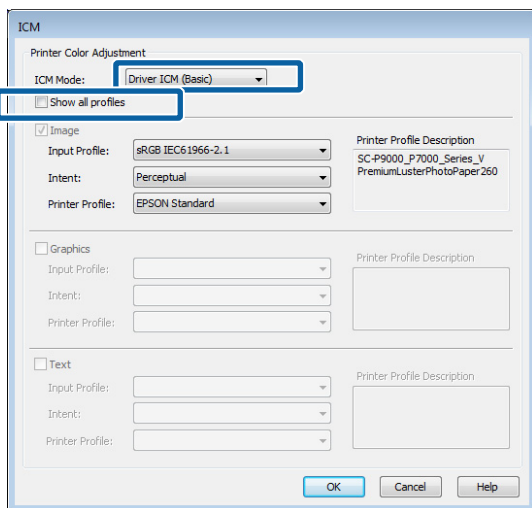 ICM
Printer Color Adjustment
ICM Mode: Driver ICM (Basic)
Show all profiles
Image
Input Profile: sRGB IEC61966-2.1
Intent: Perceptual
Printer Profile: EPSON Standard
Printer Profile Description
SC-P9000_P7000_Series_V
PremiumLusterPhotoPaper260
Graphics
Input Profile:
Intent:
Printer Profile:
Printer Profile Description
Text
Input Profile:
Intent:
Printer Profile:
Printer Profile Description
OK Cancel Help